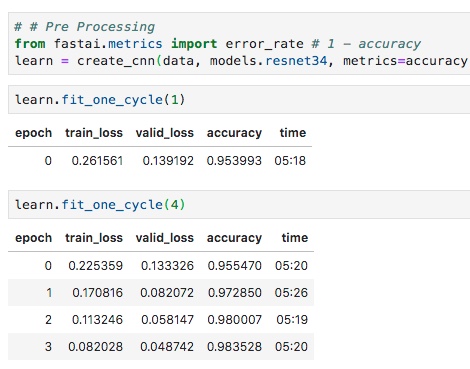 # # Pre Processing
from fastai.metrics import error_rate # 1 - accuracy
learn = create_cnn(data, models.resnet34, metrics=accuracy
learn.fit_one_cycle(1)
epoch train_loss valid_loss accuracy time
0 0.261561 0.139192 0.953993 05:18
learn.fit_one_cycle(4)
epoch train_loss valid_loss accuracy time
0 0.225359 0.133326 0.955470 05:20
1 0.170816 0.082072 0.972850 05:26
2 0.113246 0.058147 0.980007 05:19
3 0.082028 0.048742 0.983528 05:20